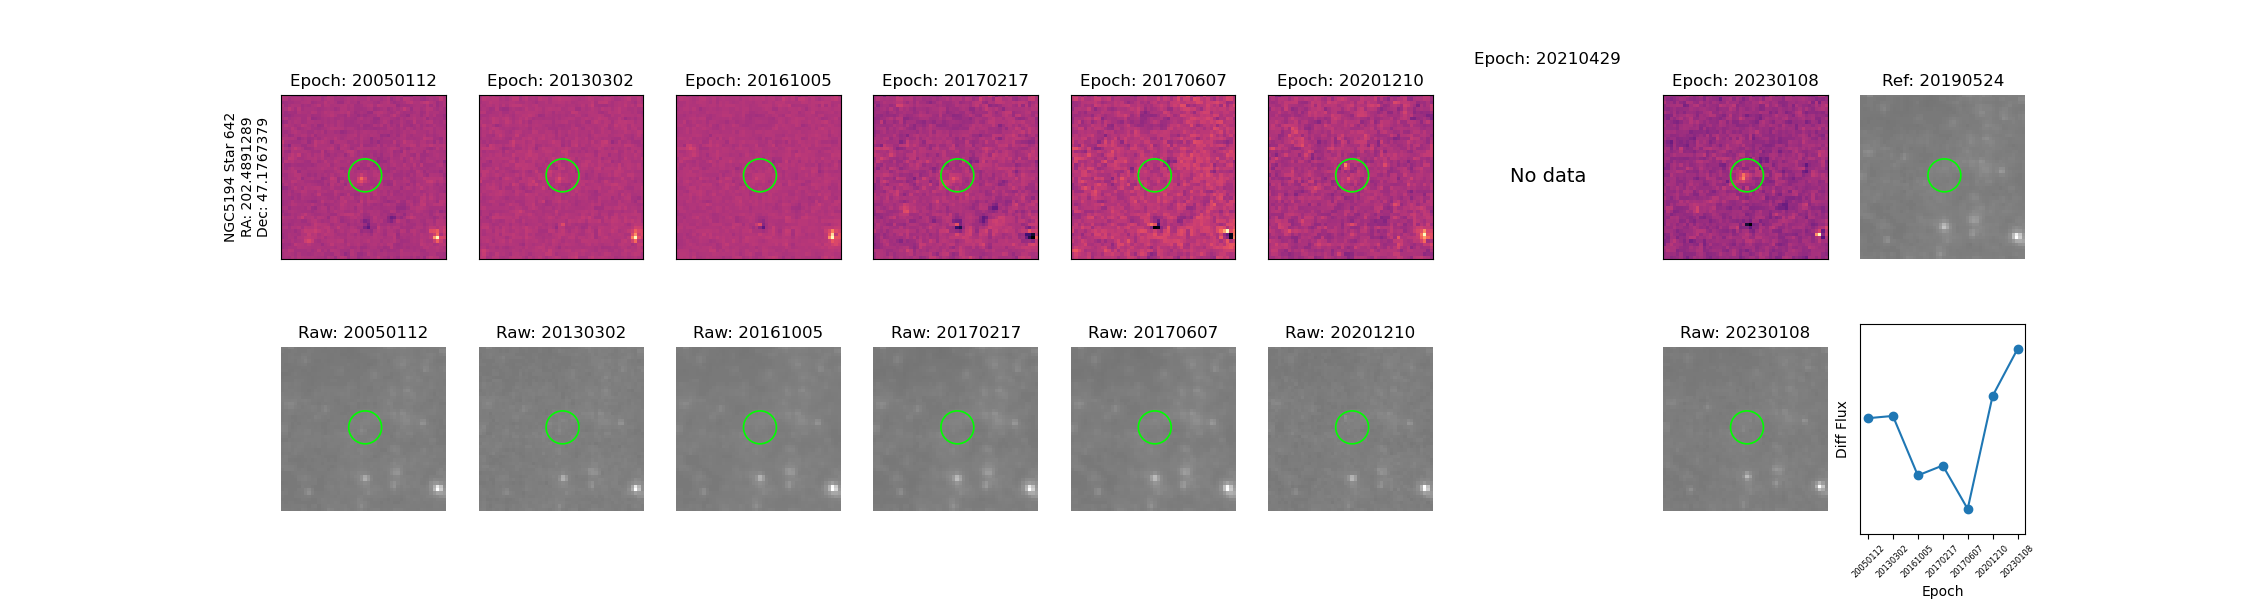 Epoch: 20050112
Epoch: 20130302
Epoch: 20161005
Epoch: 20170217
Epoch: 20170607
Epoch: 20201210
Epoch: 20210429
Epoch: 20230108
Ref: 20190524
NGC5194 Star 642
RA: 202.4891289
Dec: 47.1767379
No data
Raw: 20050112
Raw: 20130302
Raw: 20161005
Raw: 20170217
Raw: 20170607
Raw: 20201210
Raw: 20230108
Diff Flux
20050112
20130302
20161005
20170217
20170607
20201210
20230108
Epoch